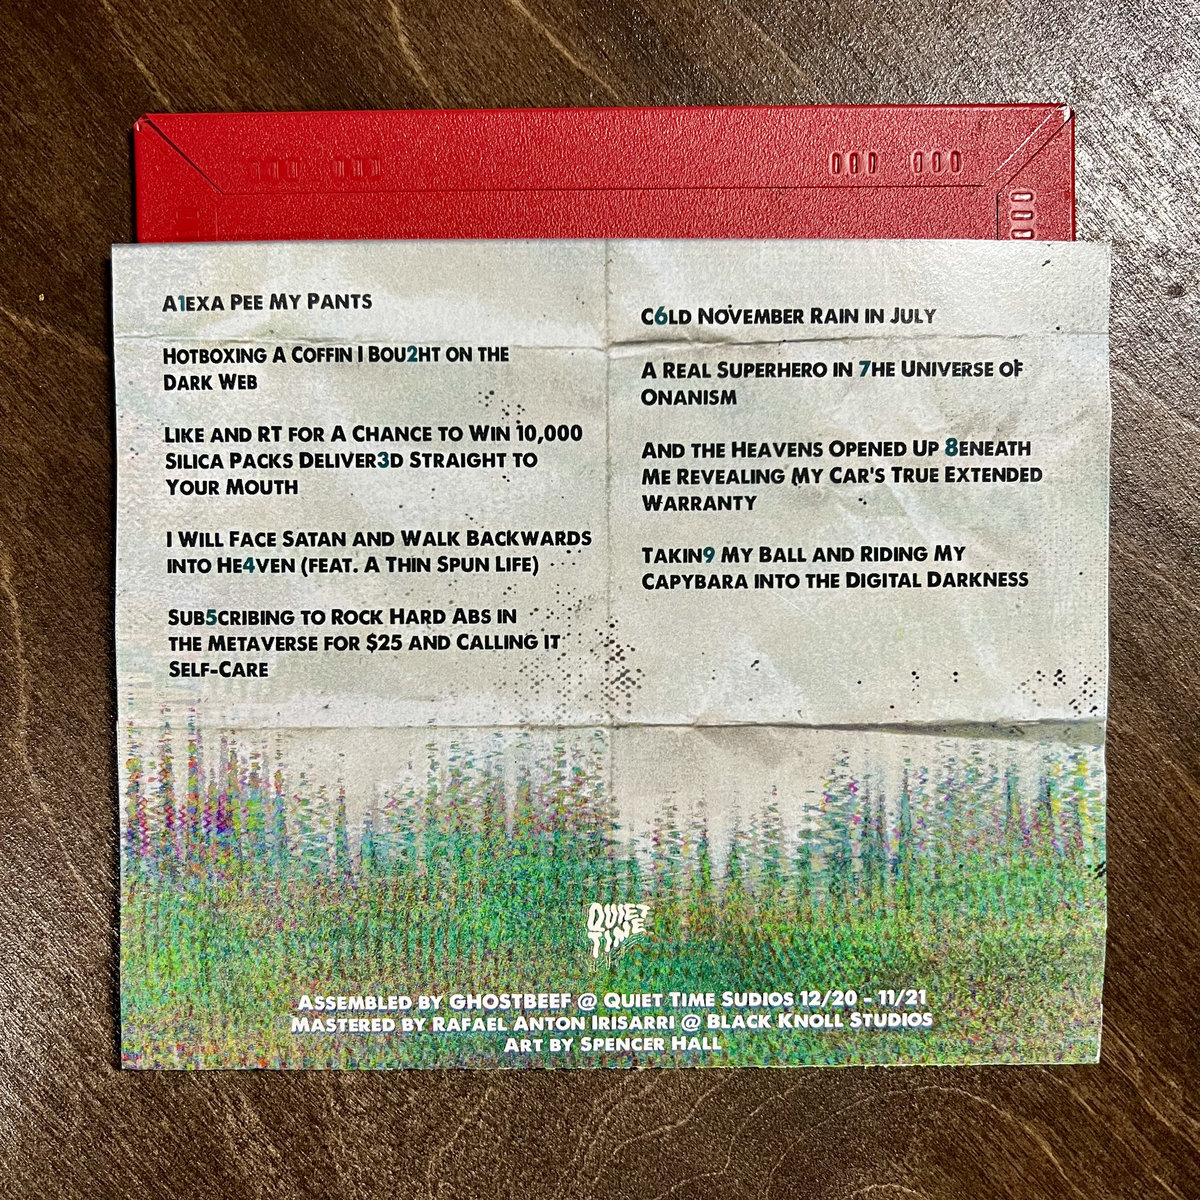 A1exa Pee My Pants
Hotboxing A Coffin I Bou2ht on the
Dark Web
Like and RT for A Chance to Win 10,000
Silica Packs Deliver3d Straight to
Your Mouth
I Will Face Satan and Walk Backwards
into He4ven (feat. A Thin Spun Life)
Sub5cribing to Rock Hard Abs in
the Metaverse for $25 and Calling it
Self-Care
C6ld November Rain in July
A Real Superhero in 7he Universe of
Onanism
And the Heavens Opened Up 8eneath
Me Revealing My Car's True Extended
Warranty
Takin9 My Ball and Riding My
Capybara into the Digital Darkness
QUIET
TIME
Assembled by GHOSTBEEF @ Quiet Time Sudios 12/20 - 11/21
Mastered by Rafael Anton Irisarri @ Black Knoll Studios
Art by Spencer Hall